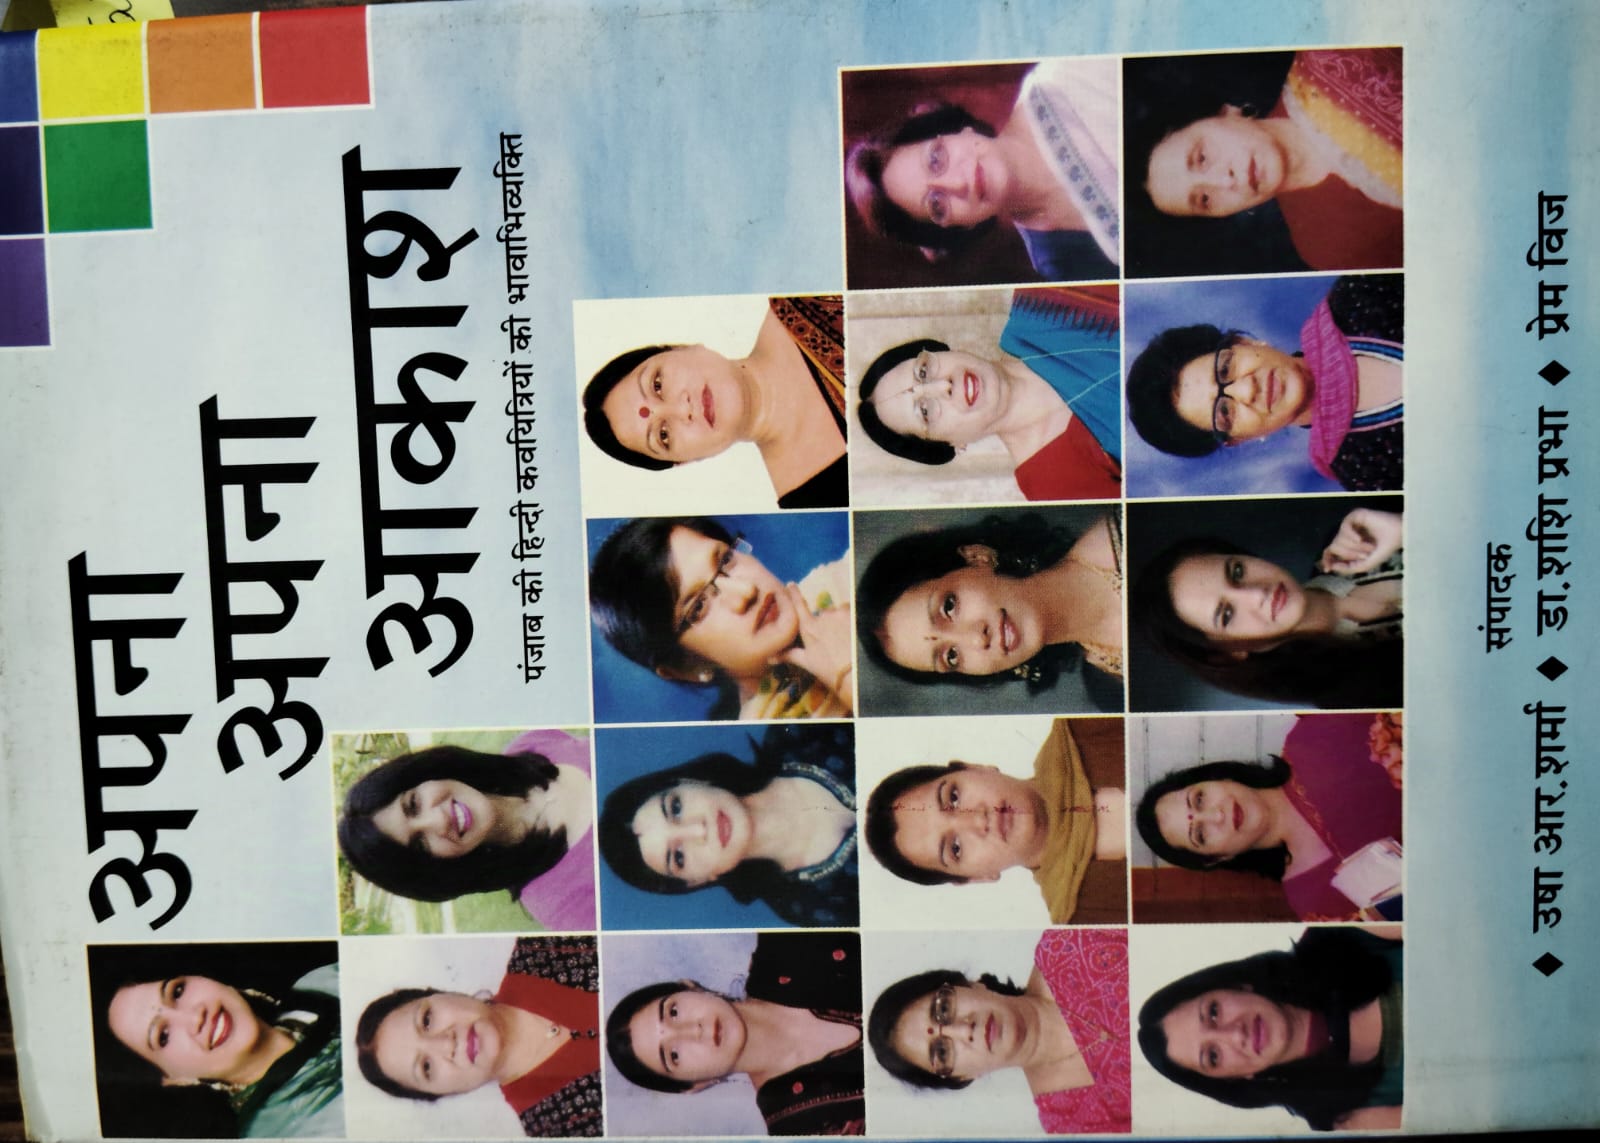 अपना
अपना
आकाश
पंजाब की हिन्दी कवयित्रियों की भावाभिव्यक्ति
संपादक
♦ उषा आर.शर्मा ♦ डा.शशि प्रभा ♦ प्रेम विज